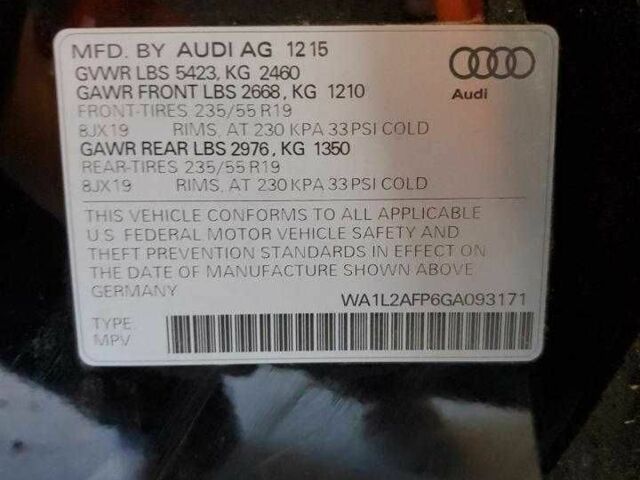 MFD. BY AUDI AG 12 15
GVWR LBS 5423, KG 2460
GAWR FRONT LBS 2668, KG 1210
FRONT-TIRES 235/55 R19
8JX19 RIMS, AT 230 KPA 33 PSI COLD
GAWR REAR LBS 2976, KG 1350
REAR-TIRES 235/55 R19
8JX19 RIMS, AT 230 KPA 33 PSI COLD
Audi
THIS VEHICLE CONFORMS TO ALL APPLICABLE
U.S. FEDERAL MOTOR VEHICLE SAFETY AND
THEFT PREVENTION STANDARDS IN EFFECT ON
THE DATE OF MANUFACTURE SHOWN ABOVE
GERMANY WA1L2AFP6GA093171
TYPE
MPV